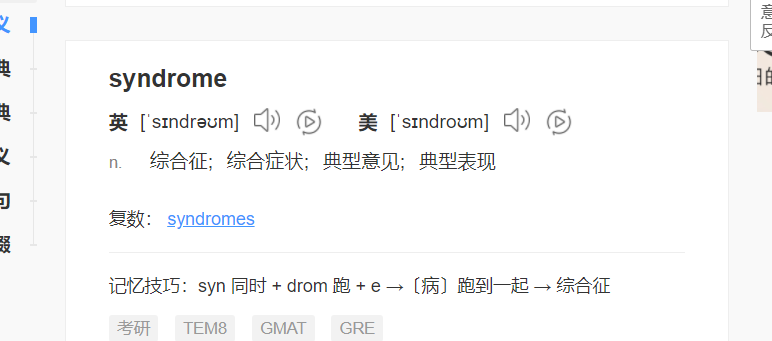 义
典
典
义
句
缀
意
反
日的
syndrome
英 [ˈsɪndrəʊm] 美 [ˈsɪndroʊm]
n. 综合征；综合症状；典型意见；典型表现
复数： syndromes
记忆技巧：syn 同时 + drom 跑 + e →〔病〕跑到一起 → 综合征
考研 TEM8 GMAT GRE